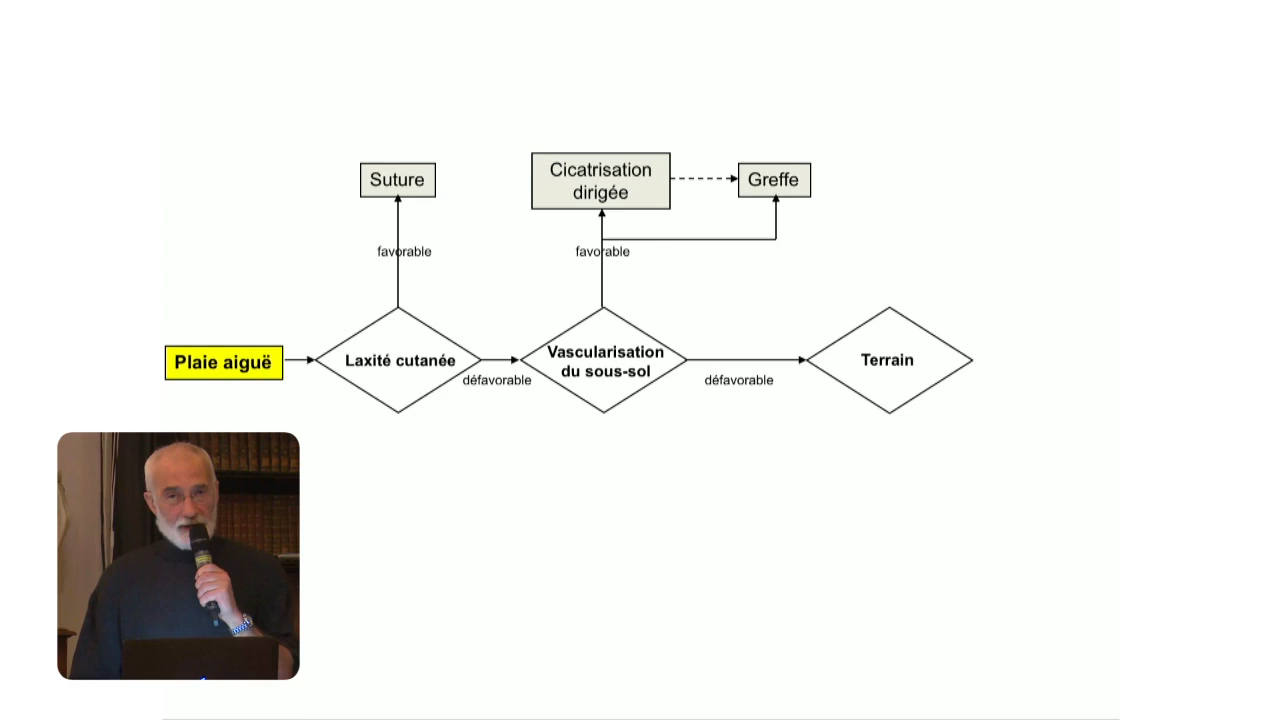 Suture
Cicatrisation
dirigée
Greffe
favorable
favorable
Plaie aiguë
Laxité cutanée
Vascularisation
du sous-sol
Terrain
défavorable
défavorable